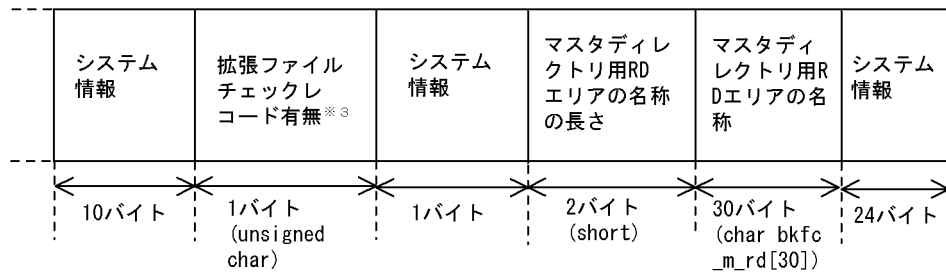 システム
情報
拡張ファイル
チェックレ
コード有無※3
システム
情報
マスタディレ
クトリ用RD
エリアの名称
の長さ
マスタディ
レクトリ用R
Dエリアの名
称
システム
情報
10バイト
1バイト
(unsigned
char)
1バイト
2バイト
(short)
30バイト
(char bkfc
_m_rd[30])
24バイト